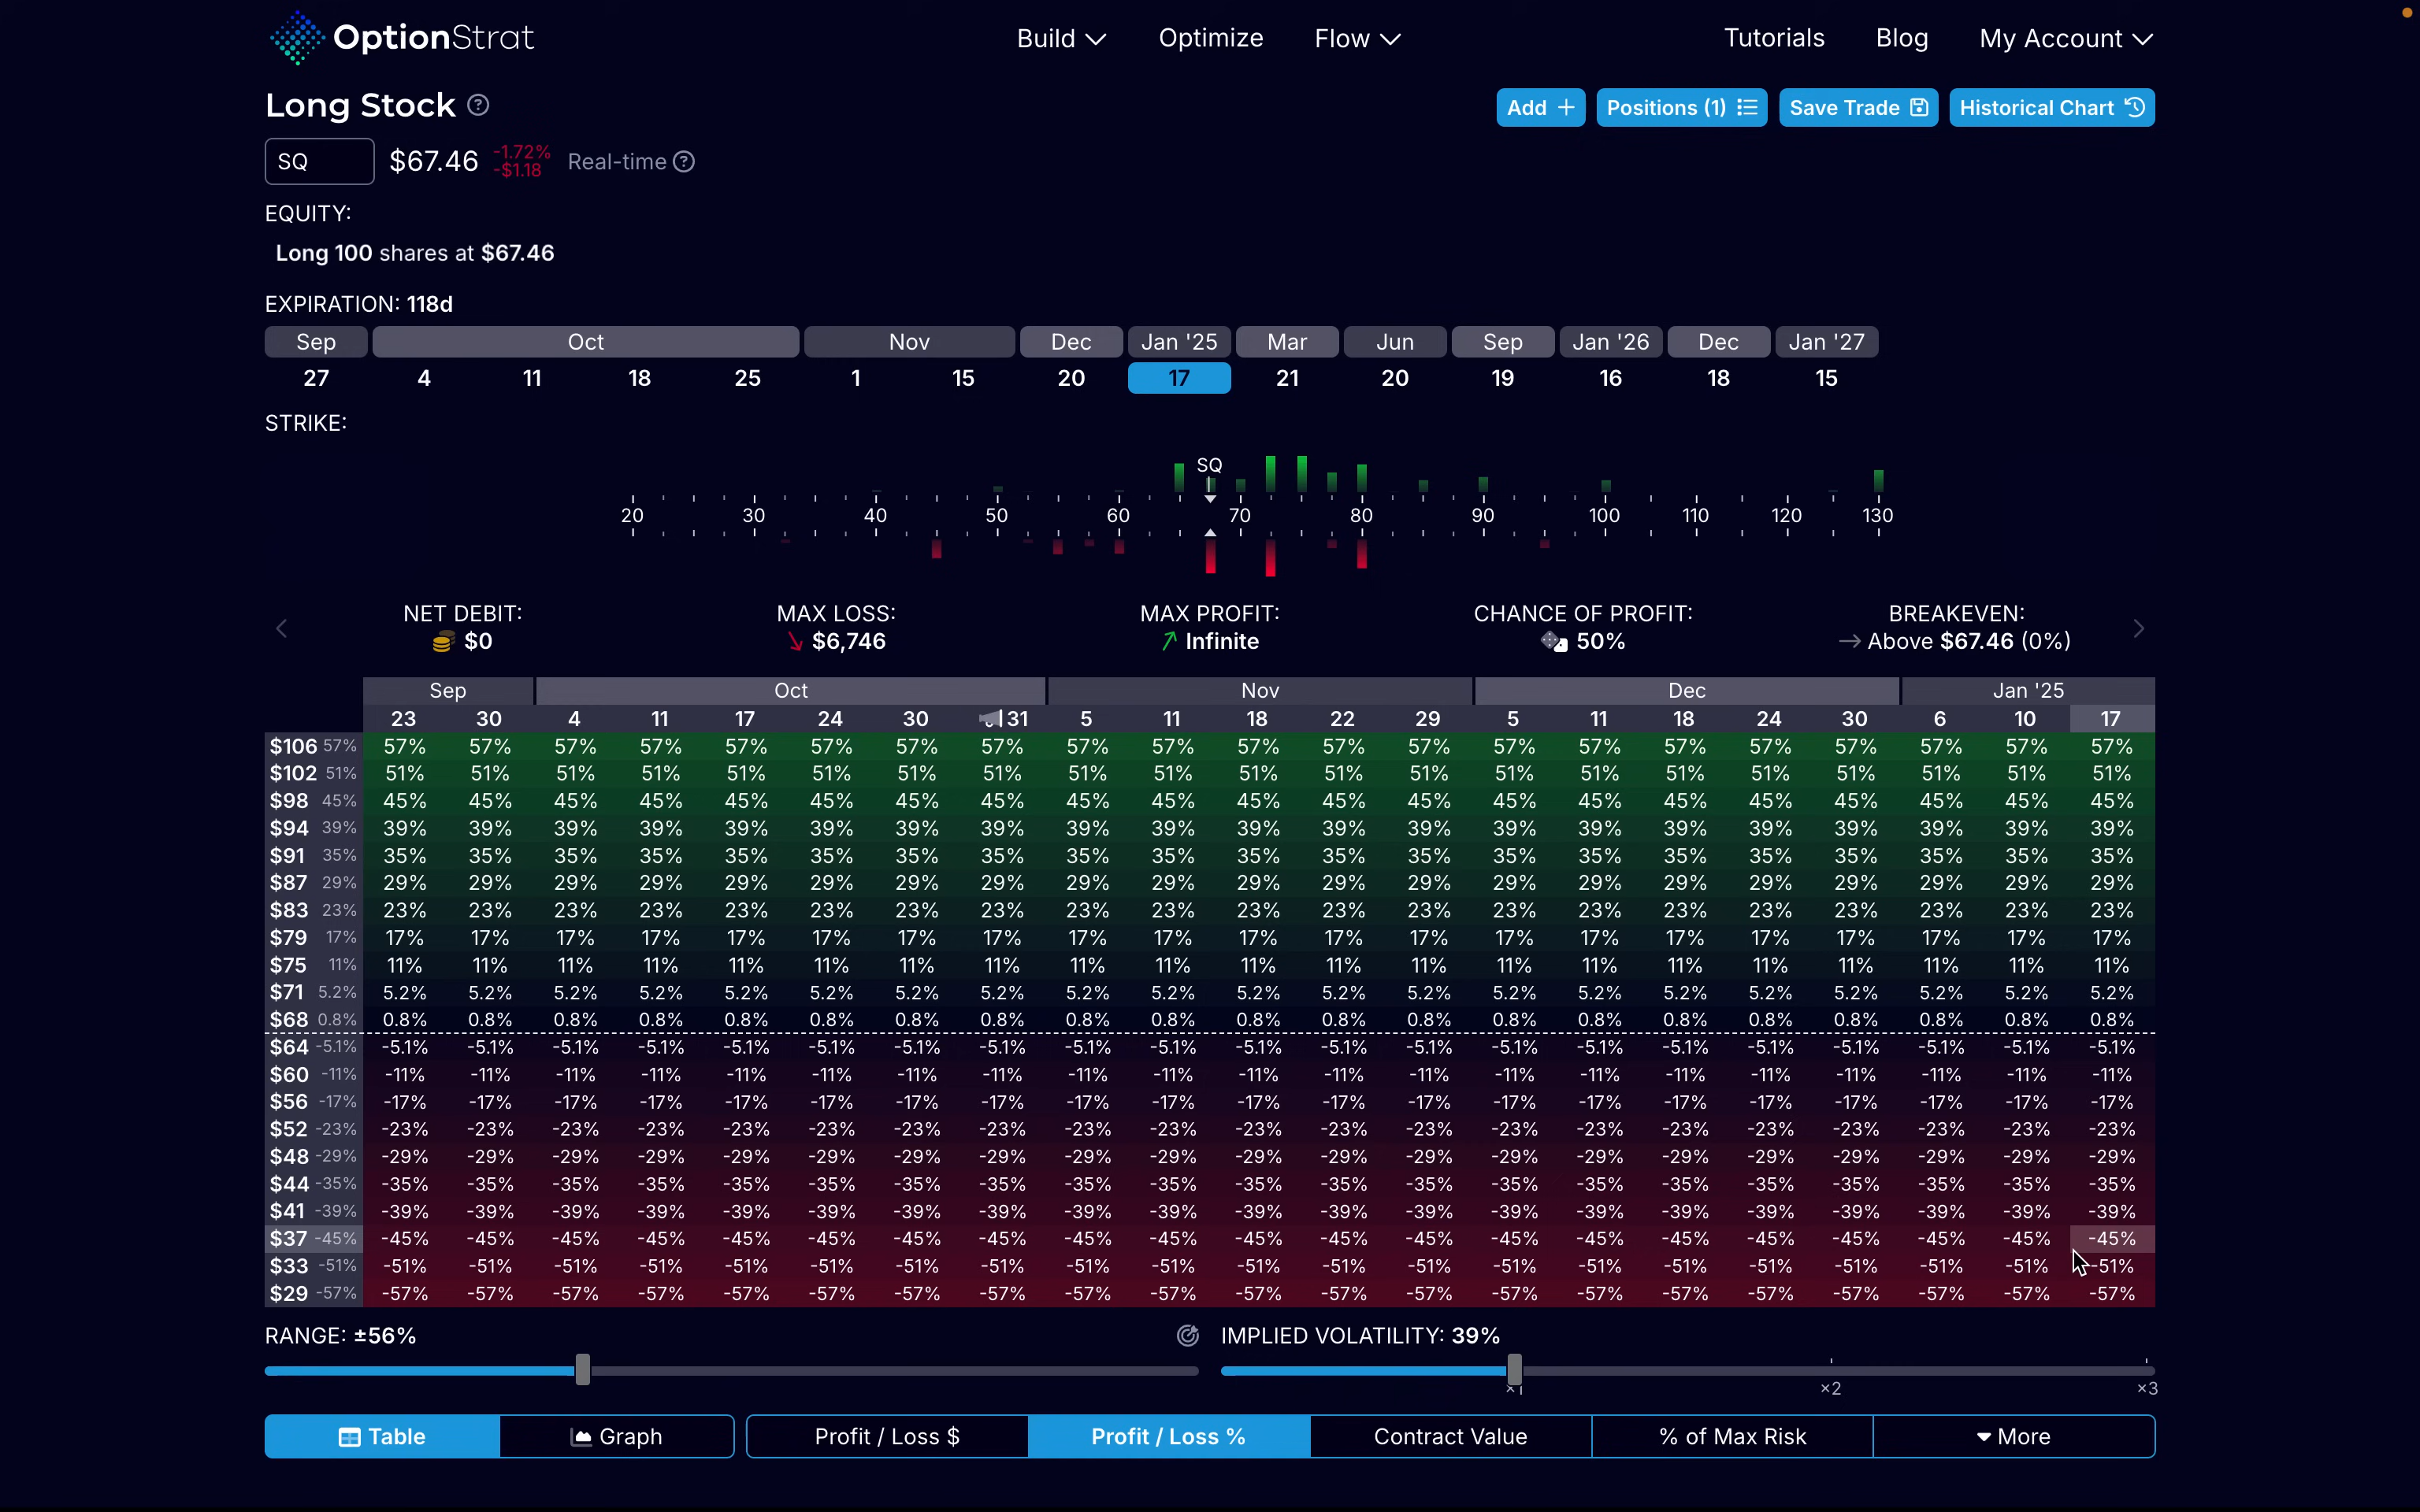 OptionStrat Build Optimize Flow Tutorials Blog My Account
Long Stock ? Add + Positions (1) Save Trade Historical Chart
SQ $67.46 -1.72% -$1.18 Real-time ?
EQUITY:
Long 100 shares at $67.46
EXPIRATION: 118d
Sep Oct Nov Dec Jan '25 Mar Jun Sep Jan '26 Dec Jan '27
27 4 11 18 25 1 15 20 17 21 20 19 16 18 15
STRIKE:
SQ
20 30 40 50 60 70 80 90 100 110 120 130
NET DEBIT: MAX LOSS: MAX PROFIT: CHANCE OF PROFIT: BREAKEVEN:
$0 $6,746 Infinite 50% Above $67.46 (0%)
Sep Oct Nov Dec Jan '25
23 30 4 11 17 24 30 31 5 11 18 22 29 5 11 18 24 30 6 10 17
$106 57% 57% 57% 57% 57% 57% 57% 57% 57% 57% 57% 57% 57% 57% 57% 57% 57% 57% 57% 57% 57% 57%
$102 51% 51% 51% 51% 51% 51% 51% 51% 51% 51% 51% 51% 51% 51% 51% 51% 51% 51% 51% 51% 51% 51%
$98 45% 45% 45% 45% 45% 45% 45% 45% 45% 45% 45% 45% 45% 45% 45% 45% 45% 45% 45% 45% 45% 45%
$94 39% 39% 39% 39% 39% 39% 39% 39% 39% 39% 39% 39% 39% 39% 39% 39% 39% 39% 39% 39% 39% 39%
$91 35% 35% 35% 35% 35% 35% 35% 35% 35% 35% 35% 35% 35% 35% 35% 35% 35% 35% 35% 35% 35% 35%
$87 29% 29% 29% 29% 29% 29% 29% 29% 29% 29% 29% 29% 29% 29% 29% 29% 29% 29% 29% 29% 29% 29%
$83 23% 23% 23% 23% 23% 23% 23% 23% 23% 23% 23% 23% 23% 23% 23% 23% 23% 23% 23% 23% 23% 23%
$79 17% 17% 17% 17% 17% 17% 17% 17% 17% 17% 17% 17% 17% 17% 17% 17% 17% 17% 17% 17% 17% 17%
$75 11% 11% 11% 11% 11% 11% 11% 11% 11% 11% 11% 11% 11% 11% 11% 11% 11% 11% 11% 11% 11% 11%
$71 5.2% 5.2% 5.2% 5.2% 5.2% 5.2% 5.2% 5.2% 5.2% 5.2% 5.2% 5.2% 5.2% 5.2% 5.2% 5.2% 5.2% 5.2% 5.2% 5.2% 5.2% 5.2%
$68 0.8% 0.8% 0.8% 0.8% 0.8% 0.8% 0.8% 0.8% 0.8% 0.8% 0.8% 0.8% 0.8% 0.8% 0.8% 0.8% 0.8% 0.8% 0.8% 0.8% 0.8% 0.8%
$64 -5.1% -5.1% -5.1% -5.1% -5.1% -5.1% -5.1% -5.1% -5.1% -5.1% -5.1% -5.1% -5.1% -5.1% -5.1% -5.1% -5.1% -5.1% -5.1% -5.1% -5.1% -5.1%
$60 -11% -11% -11% -11% -11% -11% -11% -11% -11% -11% -11% -11% -11% -11% -11% -11% -11% -11% -11% -11% -11% -11%
$56 -17% -17% -17% -17% -17% -17% -17% -17% -17% -17% -17% -17% -17% -17% -17% -17% -17% -17% -17% -17% -17% -17%
$52 -23% -23% -23% -23% -23% -23% -23% -23% -23% -23% -23% -23% -23% -23% -23% -23% -23% -23% -23% -23% -23% -23%
$48 -29% -29% -29% -29% -29% -29% -29% -29% -29% -29% -29% -29% -29% -29% -29% -29% -29% -29% -29% -29% -29% -29%
$44 -35% -35% -35% -35% -35% -35% -35% -35% -35% -35% -35% -35% -35% -35% -35% -35% -35% -35% -35% -35% -35% -35%
$41 -39% -39% -39% -39% -39% -39% -39% -39% -39% -39% -39% -39% -39% -39% -39% -39% -39% -39% -39% -39% -39% -39%
$37 -45% -45% -45% -45% -45% -45% -45% -45% -45% -45% -45% -45% -45% -45% -45% -45% -45% -45% -45% -45% -45% -45%
$33 -51% -51% -51% -51% -51% -51% -51% -51% -51% -51% -51% -51% -51% -51% -51% -51% -51% -51% -51% -51% -51% -51%
$29 -57% -57% -57% -57% -57% -57% -57% -57% -57% -57% -57% -57% -57% -57% -57% -57% -57% -57% -57% -57% -57% -57%
RANGE: ±56% IMPLIED VOLATILITY: 39%
×1 ×2 ×3
Table Graph Profit / Loss $ Profit / Loss % Contract Value % of Max Risk More